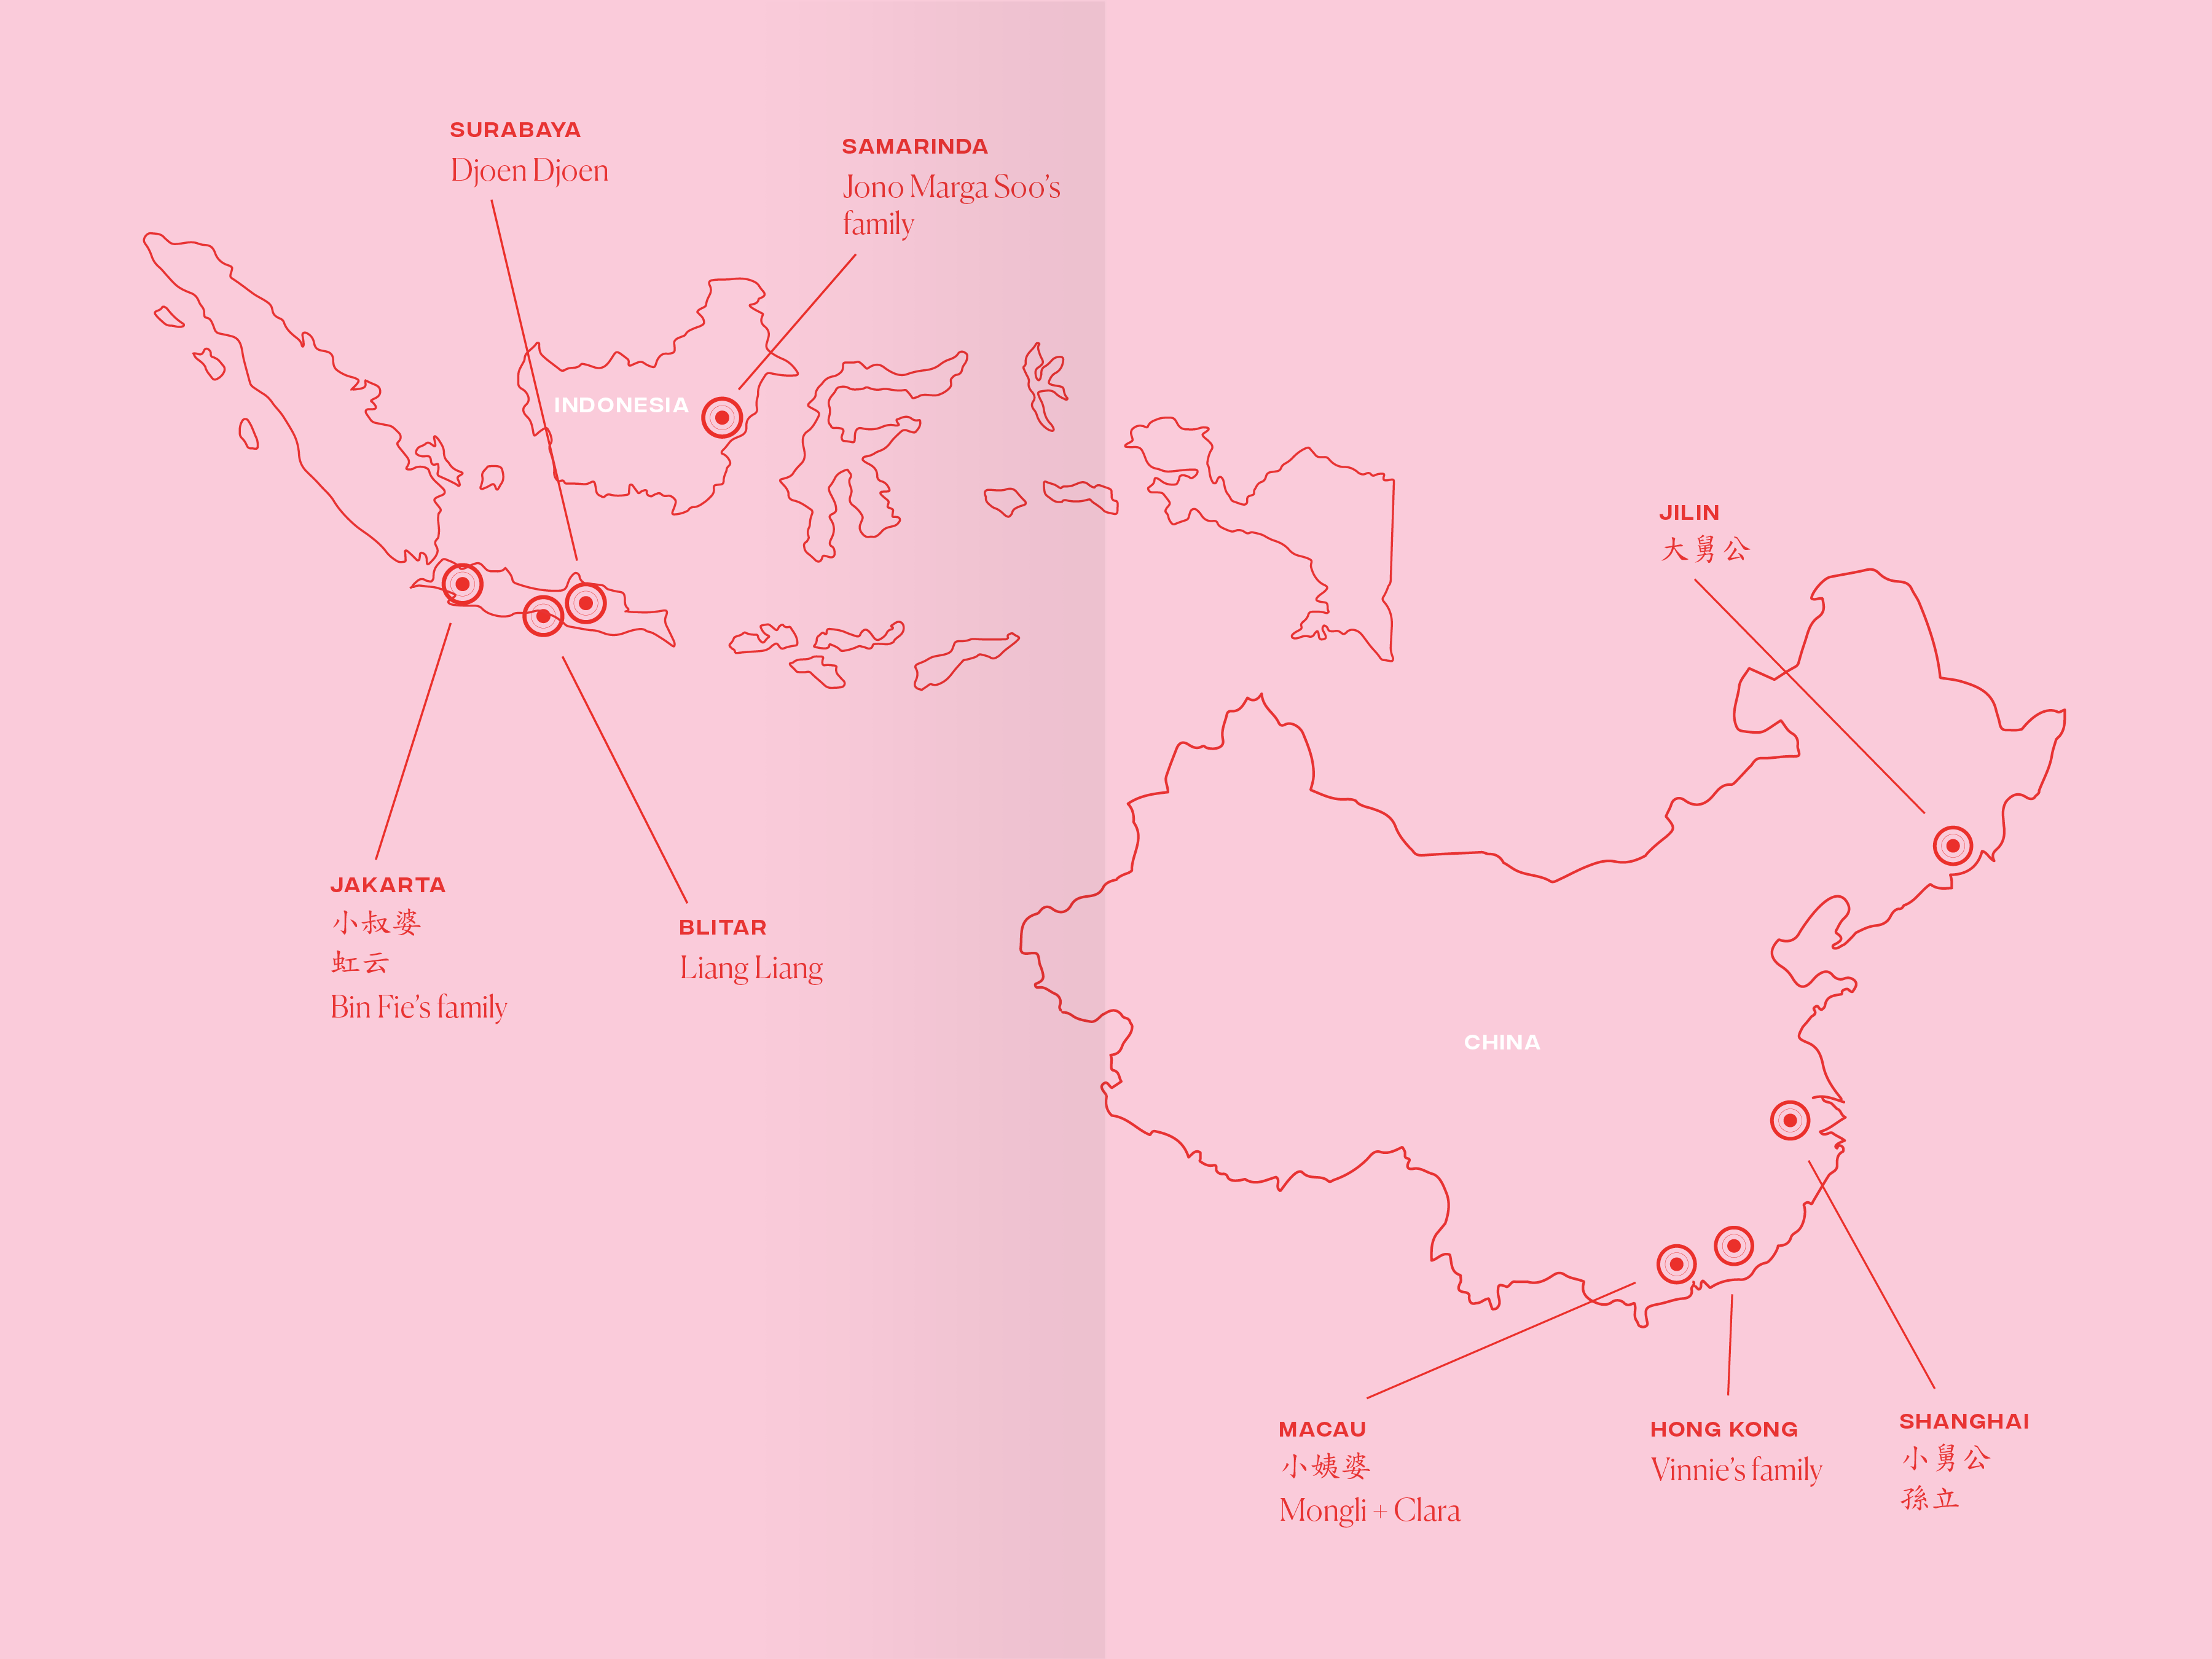 SURABAYA
Djoen Djoen
SAMARINDA
Jono Marga Soo's
family
INDONESIA
JAKARTA
小叔婆
虹云
Bin Fie's family
BLITAR
Liang Liang
JILIN
大舅公
CHINA
MACAU
小姨婆
Mongli + Clara
HONG KONG
Vinnie's family
SHANGHAI
小舅公
孫立